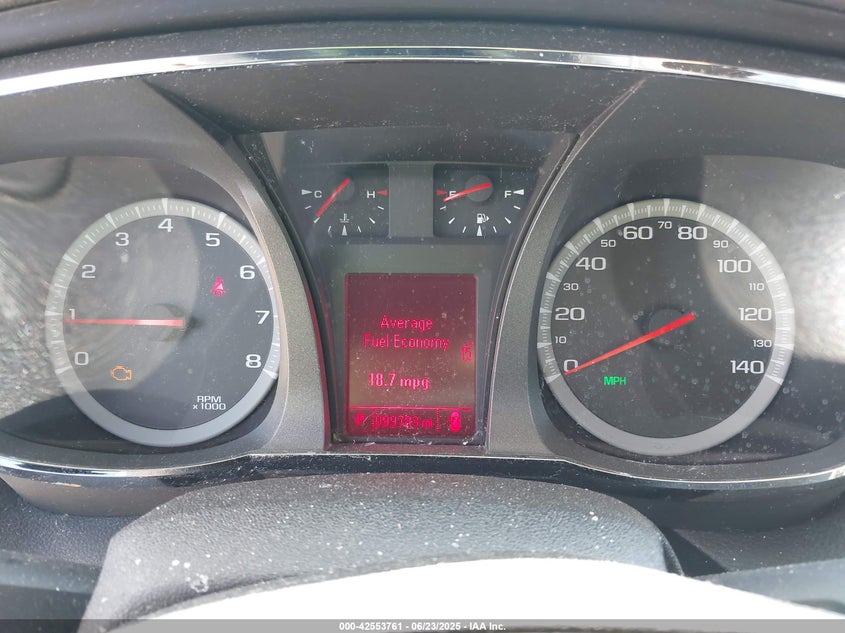 C H
E F
0 1 2 3 4 5 6 7 8
RPM
x1000
Average
Fuel Economy
18.7 mpg
mi
0 10 20 30 40 50 60 70 80 90 100 110 120 130 140
MPH
000-42553761 - 06/23/2025 - IAA Inc.